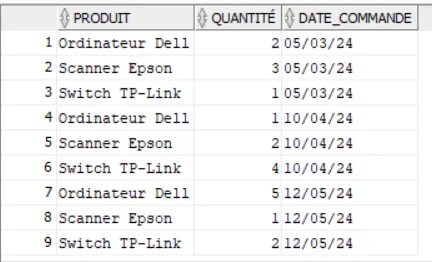 PRODUIT QUANTITÉ DATE_COMMANDE
1 Ordinateur Dell 2 05/03/24
2 Scanner Epson 3 05/03/24
3 Switch TP-Link 1 05/03/24
4 Ordinateur Dell 1 10/04/24
5 Scanner Epson 2 10/04/24
6 Switch TP-Link 4 10/04/24
7 Ordinateur Dell 5 12/05/24
8 Scanner Epson 1 12/05/24
9 Switch TP-Link 2 12/05/24